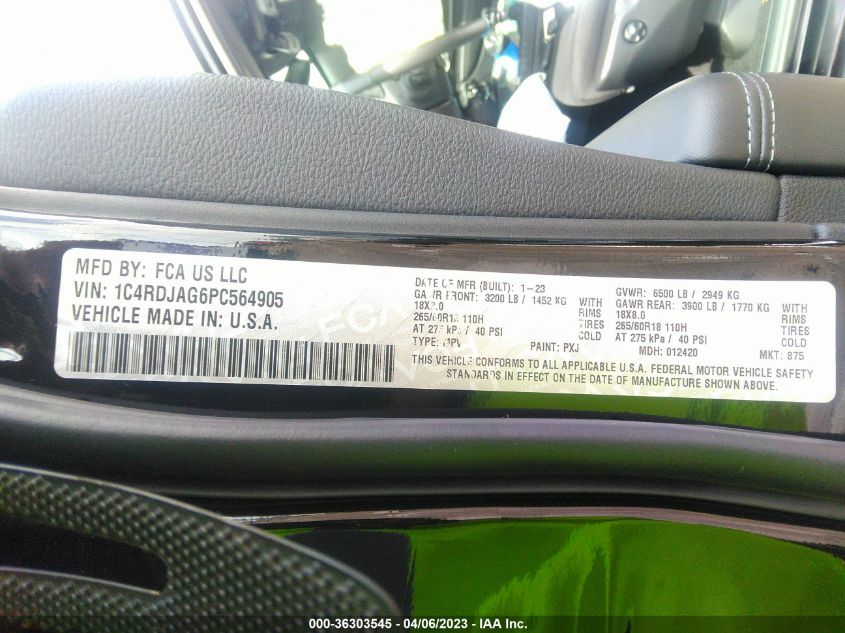 MFD BY: FCA US LLC
VIN: 1C4RDJAG6PC564905
VEHICLE MADE IN: U.S.A.
DATE OF MFR (BUILT): 1-23
GAWR FRONT: 3200 LB / 1452 KG WITH
18X8.0 RIMS
265/60R18 110H TIRES
AT 275 kPa / 40 PSI COLD
TYPE: MPV PAINT: PXJ
GVWR: 6500 LB / 2949 KG
GAWR REAR: 3900 LB / 1770 KG WITH
18X8.0 RIMS
265/60R18 110H TIRES
AT 275 kPa / 40 PSI COLD
MDH: 012420 MKT: 875
THIS VEHICLE CONFORMS TO ALL APPLICABLE U.S.A. FEDERAL MOTOR VEHICLE SAFETY
STANDARDS IN EFFECT ON THE DATE OF MANUFACTURE SHOWN ABOVE.
000-36303545 - 04/06/2023 - IAA Inc.